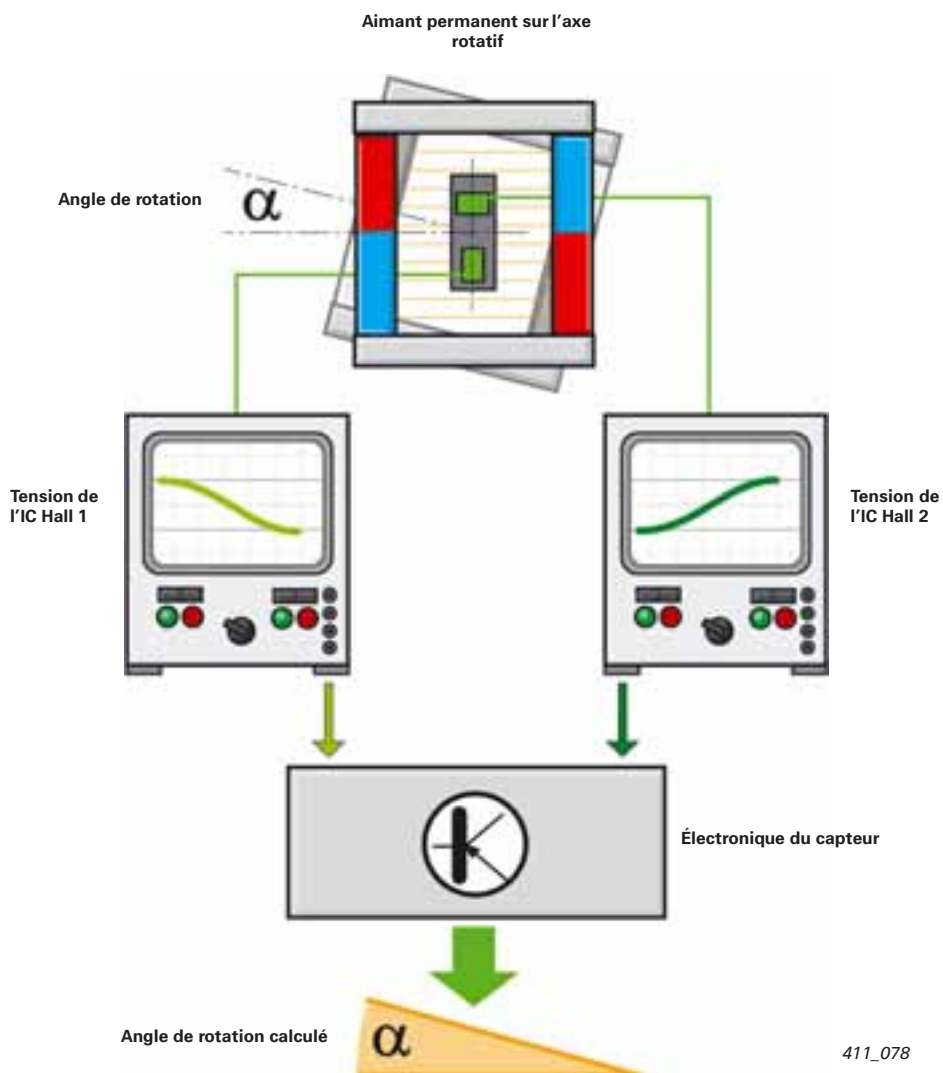 Aimant permanent sur l'axe
rotatif
Angle de rotation
α
Tension de
l'IC Hall 1
Tension de
l'IC Hall 2
Électronique du capteur
Angle de rotation calculé
α
411_078